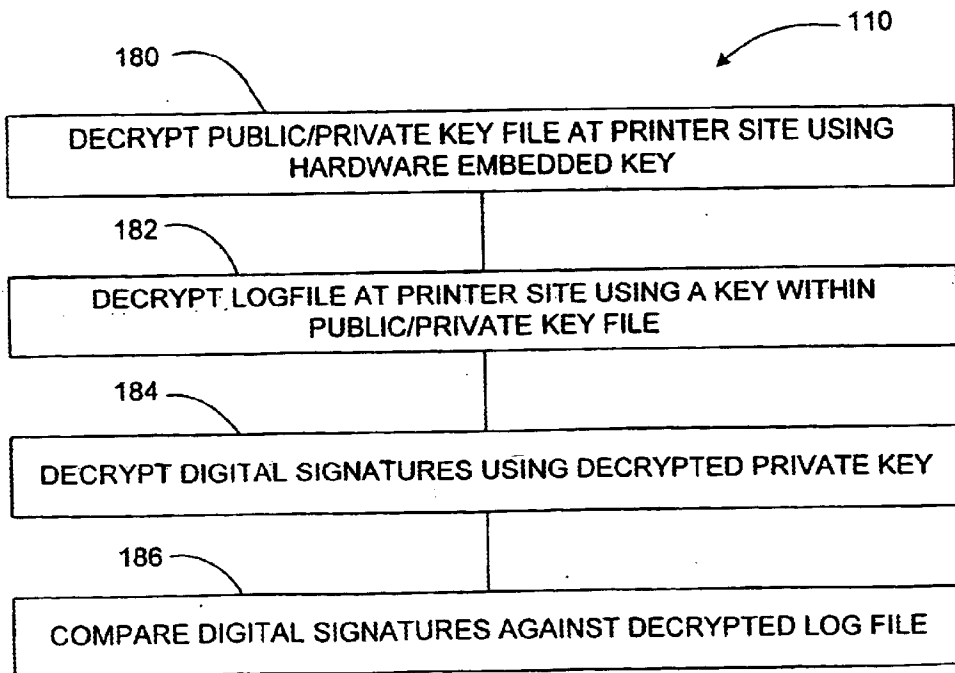 110
180
DECRYPT PUBLIC/PRIVATE KEY FILE AT PRINTER SITE USING
HARDWARE EMBEDDED KEY
182
DECRYPT LOGFILE AT PRINTER SITE USING A KEY WITHIN
PUBLIC/PRIVATE KEY FILE
184
DECRYPT DIGITAL SIGNATURES USING DECRYPTED PRIVATE KEY
186
COMPARE DIGITAL SIGNATURES AGAINST DECRYPTED LOG FILE